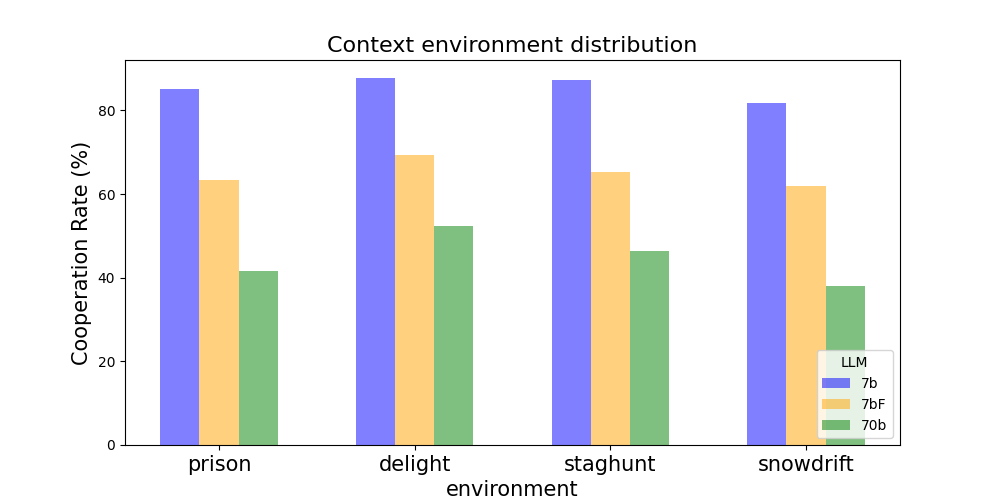 Context environment distribution
Cooperation Rate (%)
80
60
40
20
0
prison delight staghunt snowdrift
environment
LLM
7b
7bF
70b